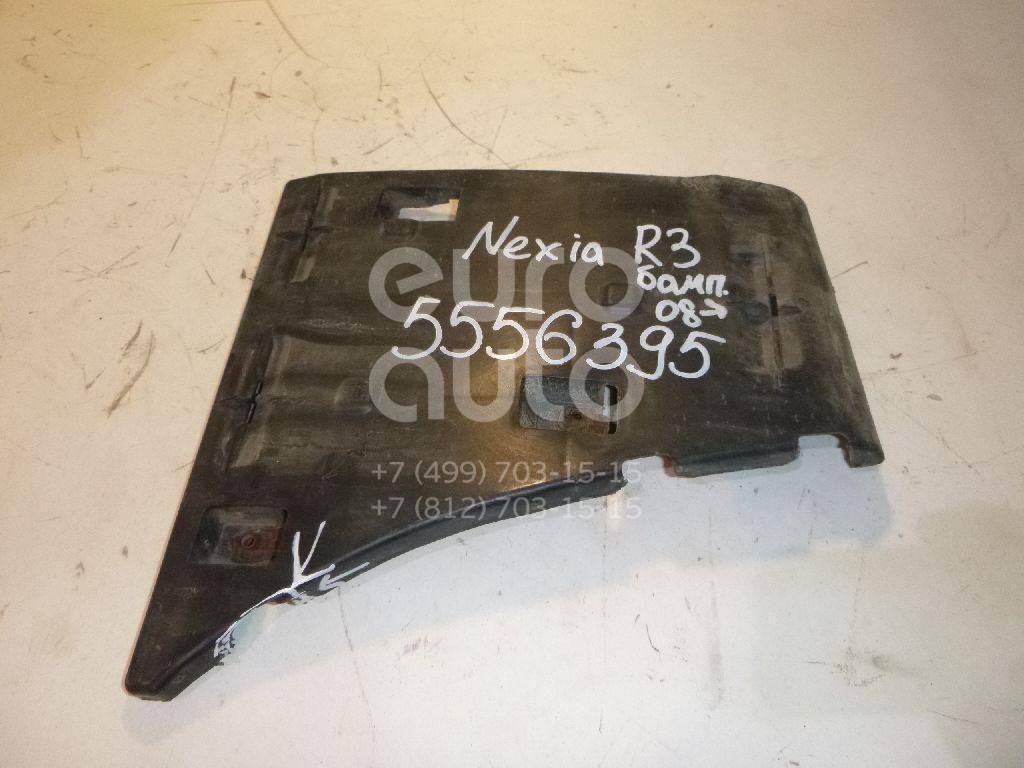 Nexia R3
бамп.
08→
5556395
euro
auto
+7 (499) 703-15-15
+7 (812) 703-15-15